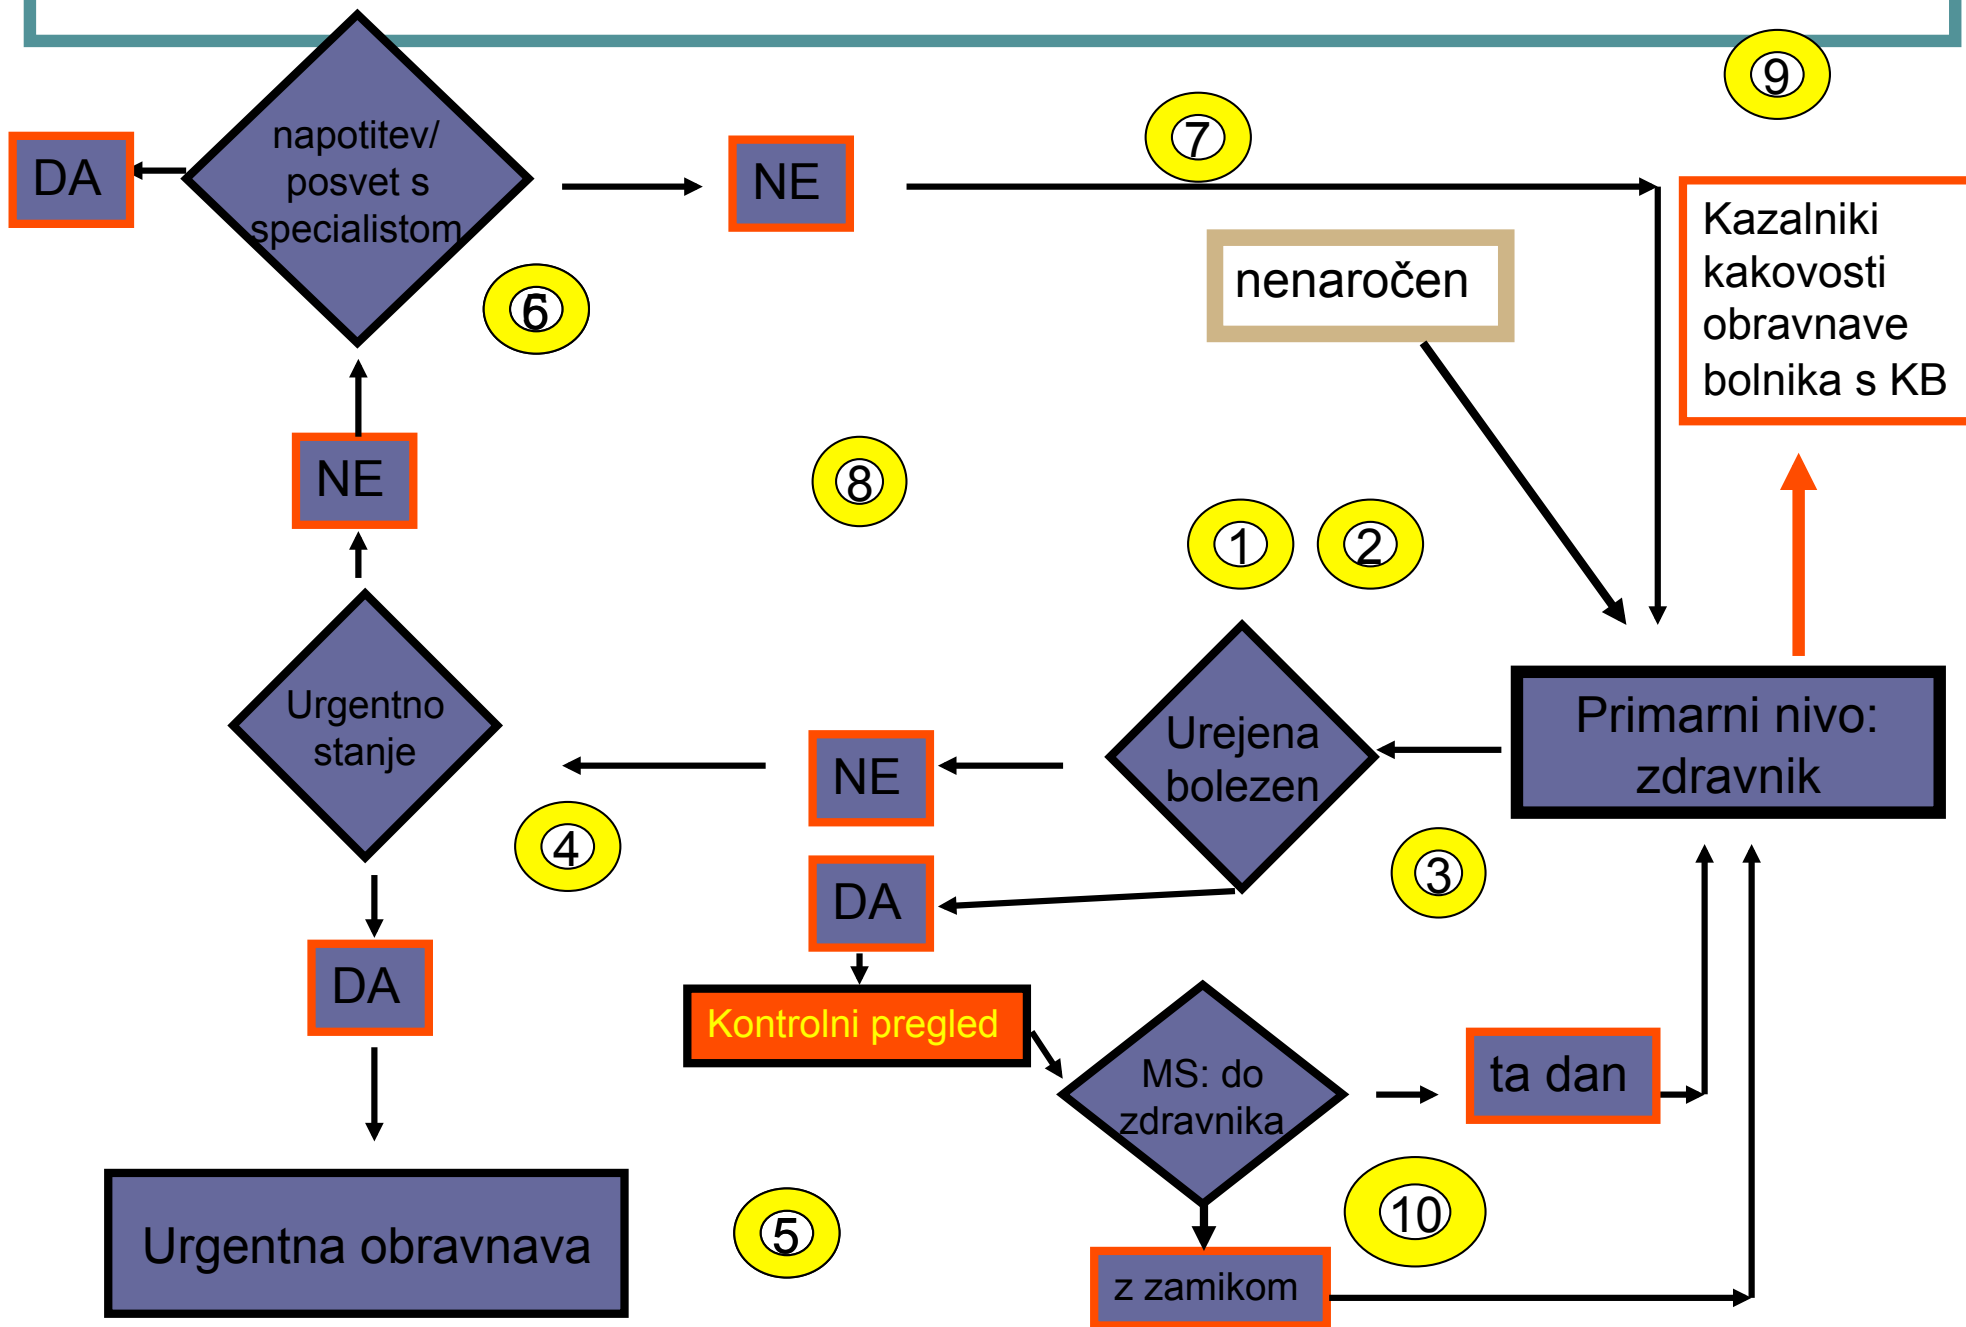 9
7
napotitev/
posvet s
specialistom
DA
NE
Kazalniki
kakovosti
obravnave
bolnika s KB
nenaročen
6
NE
8
1
2
Urgentno
stanje
Urejena
bolezen
Primarni nivo:
zdravnik
NE
4
3
DA
DA
Kontrolni pregled
MS: do
zdravnika
ta dan
10
5
Urgentna obravnava
z zamikom